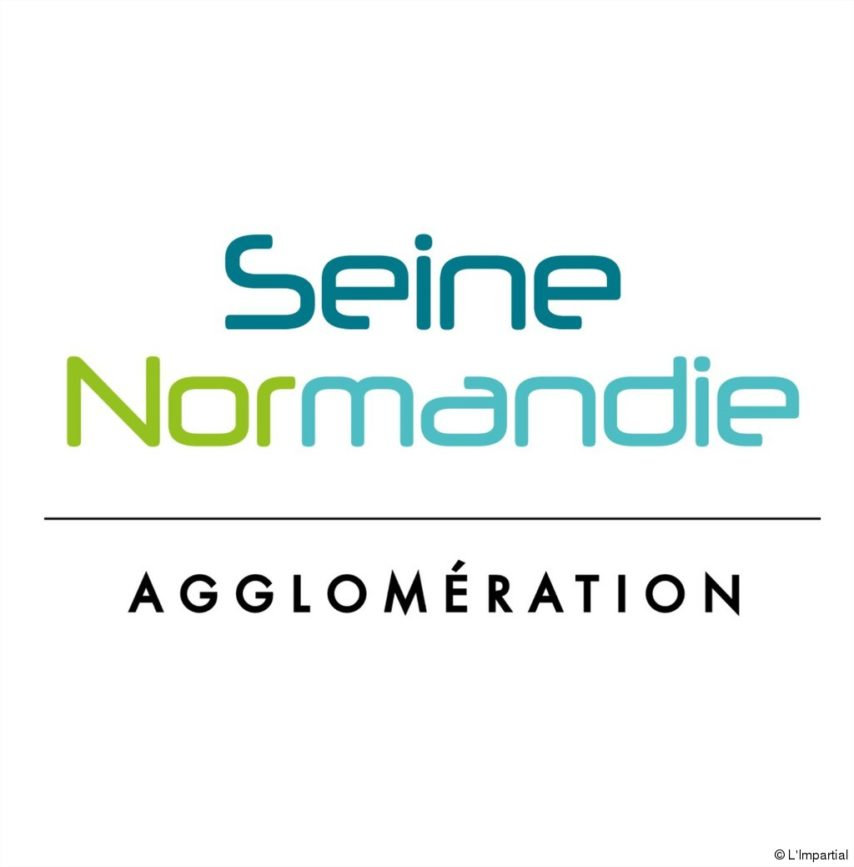 Seine
Normandie
AGGLOMÉRATION
© L'Impartial